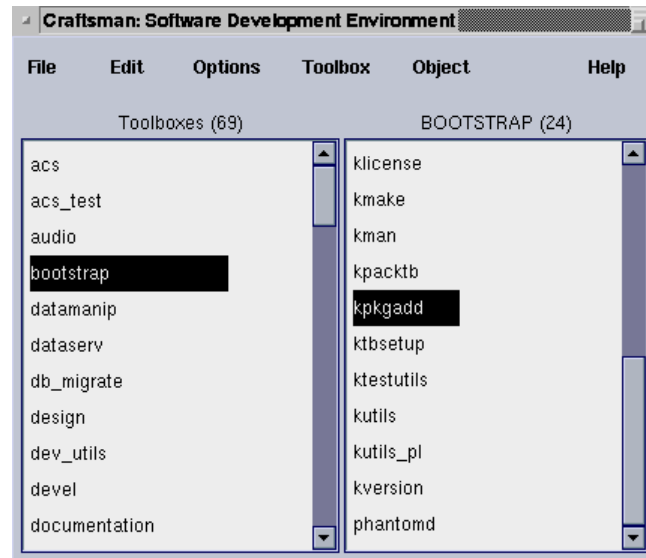 Craftsman: Software Development Environment
File Edit Options Toolbox Object Help
Toolboxes (69) BOOTSTRAP (24)
acs
acs_test
audio
bootstrap
datamanip
dataserv
db_migrate
design
dev_utils
devel
documentation
klicense
kmake
kman
kpacktb
kpkgadd
ktbsetup
ktestutils
kutils
kutils_pl
kversion
phantomd